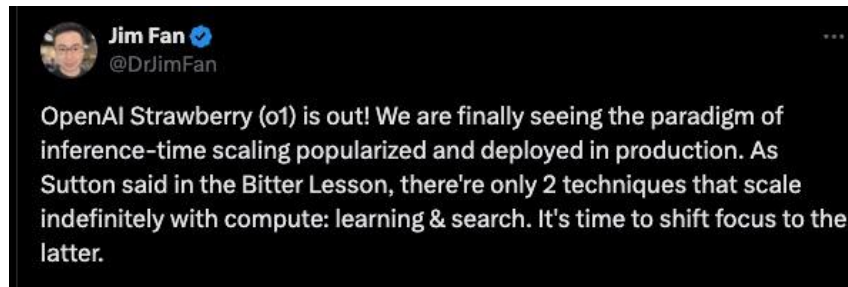 Jim Fan
@DrJimFan
OpenAI Strawberry (o1) is out! We are finally seeing the paradigm of
inference-time scaling popularized and deployed in production. As
Sutton said in the Bitter Lesson, there're only 2 techniques that scale
indefinitely with compute: learning & search. It's time to shift focus to the
latter.